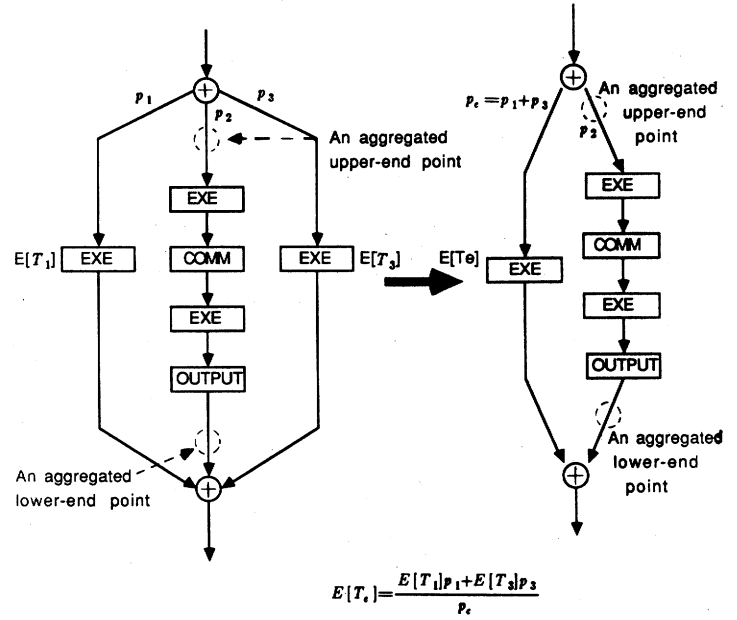 +
p₁
p₂
p₃
An aggregated
upper-end point
EXE
E[T₁]
EXE
COMM
EXE
E[T₃]
EXE
OUTPUT
An aggregated
lower-end point
+
+
pₑ = p₁+p₃
p₂
An aggregated
upper-end
point
EXE
COMM
E[Te]
EXE
EXE
OUTPUT
An aggregated
lower-end
point
+
E[Tₑ]= E[T₁]p₁+E[T₃]p₃
pₑ